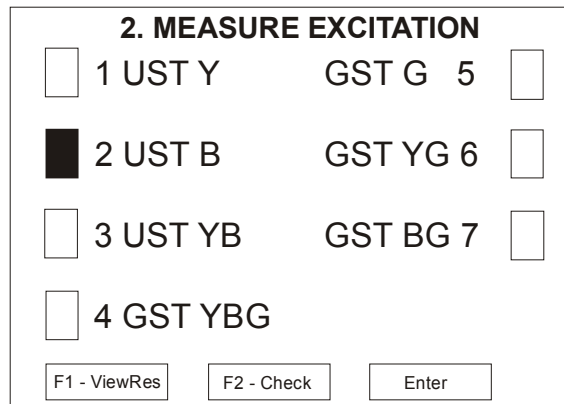 2. MEASURE EXCITATION
1 UST Y GST G 5
2 UST B GST YG 6
3 UST YB GST BG 7
4 GST YBG
F1 - ViewRes F2 - Check Enter